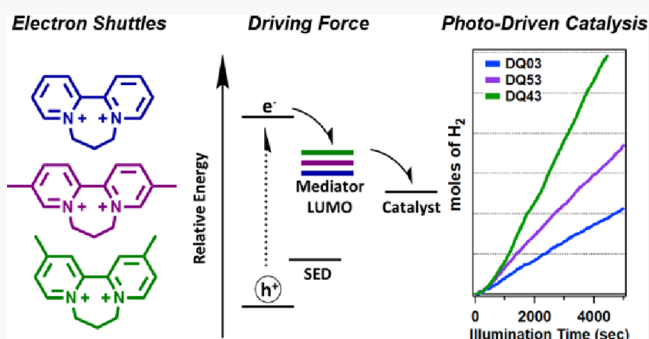 Electron Shuttles
Driving Force
Photo-Driven Catalysis
N + + N
N + + N
N + + N
Relative Energy
e-
h+
Mediator
LUMO
Catalyst
SED
moles of H2
DQ03
DQ53
DQ43
0 2000 4000
Illumination Time (sec)